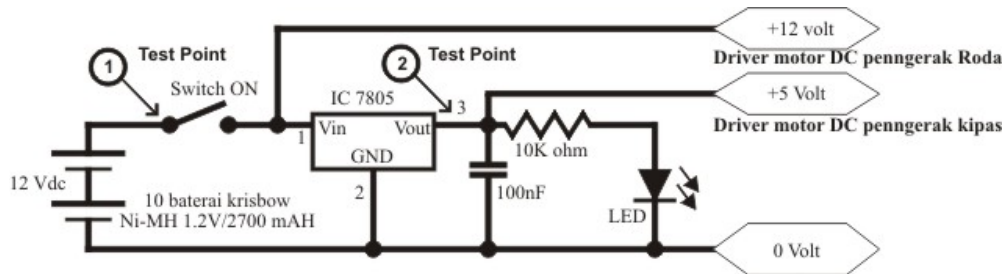 +12 volt
Driver motor DC penngerak Roda
1
Test Point
2
Test Point
Switch ON
IC 7805
3
+5 Volt
Driver motor DC penngerak kipas
1
Vin
Vout
GND
10K ohm
2
100nF
12 Vdc
10 baterai krisbow
Ni-MH 1.2V/2700 mAH
LED
0 Volt